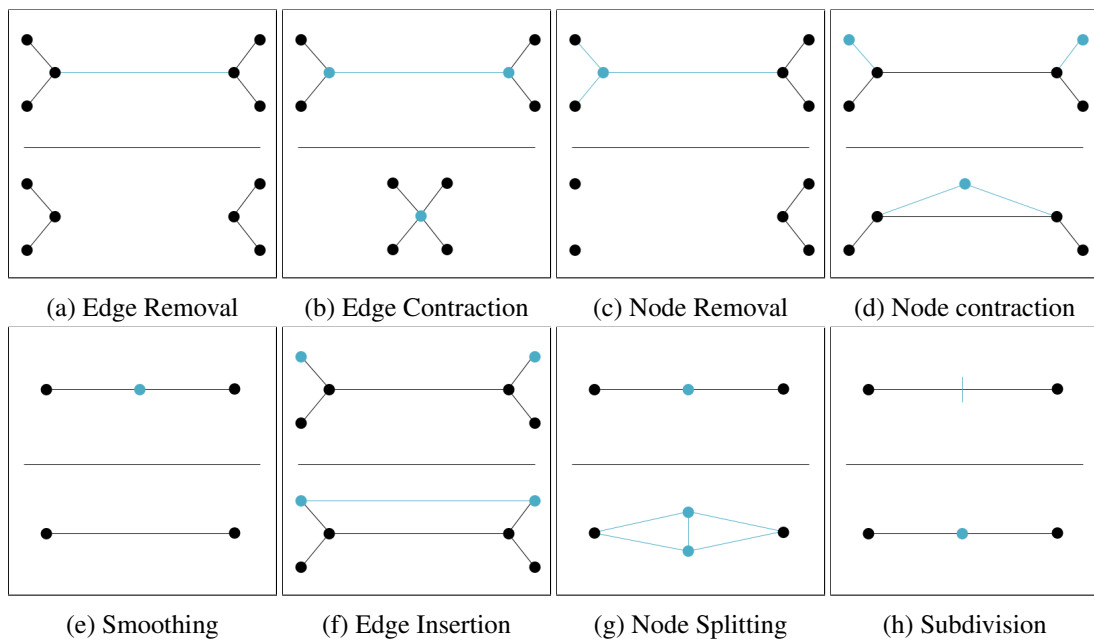 (a) Edge Removal
(b) Edge Contraction
(c) Node Removal
(d) Node contraction
(e) Smoothing
(f) Edge Insertion
(g) Node Splitting
(h) Subdivision